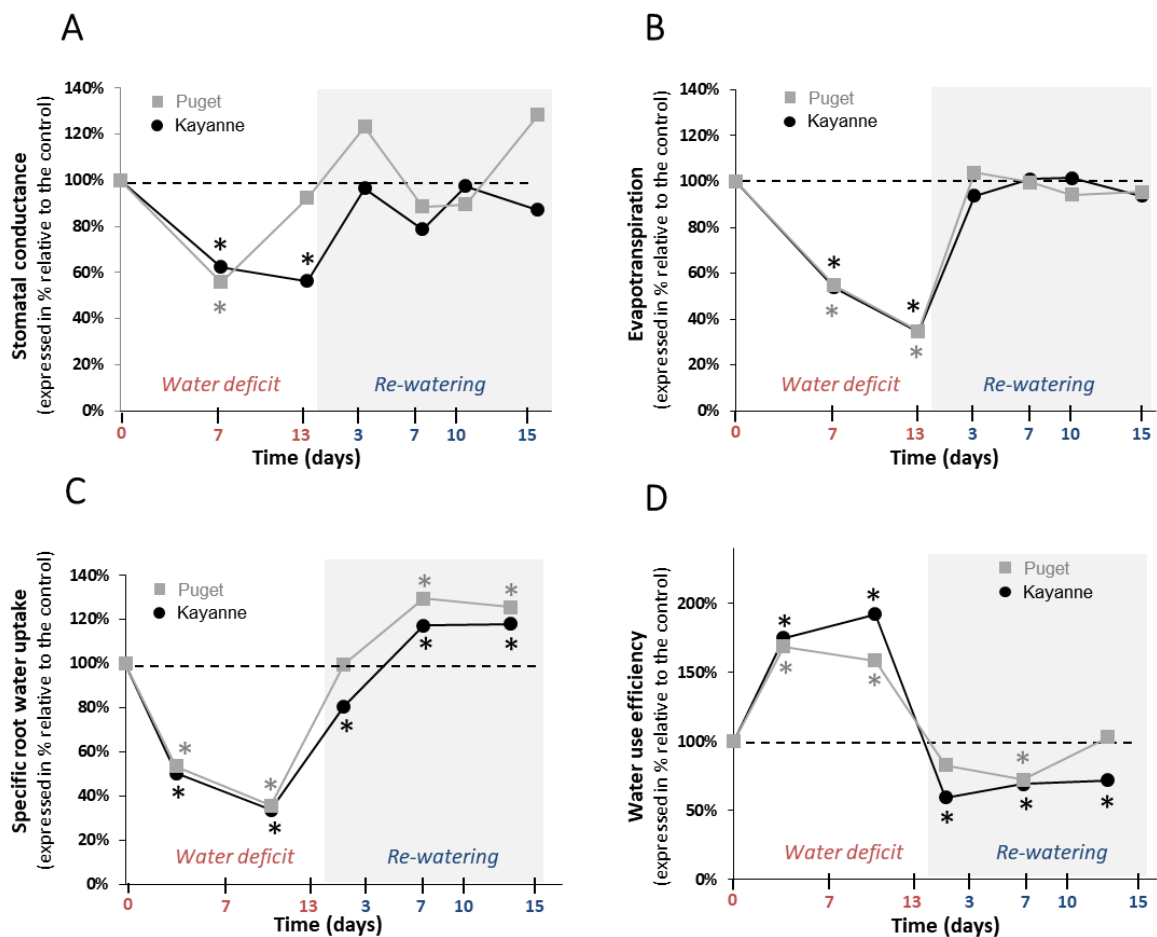 A
Stomatal conductance
(expressed in % relative to the control)
140%
120%
100%
80%
60%
40%
20%
0%
Puget
Kayanne
*
*
*
Water deficit
Re-watering
0 7 13 3 7 10 15
Time (days)
B
Evapotranspiration
(expressed in % relative to the control)
140%
120%
100%
80%
60%
40%
20%
0%
Puget
Kayanne
*
*
*
*
Water deficit
Re-watering
0 7 13 3 7 10 15
Time (days)
C
Specific root water uptake
(expressed in % relative to the control)
140%
120%
100%
80%
60%
40%
20%
0%
Puget
Kayanne
* *
* *
* *
* * *
Water deficit
Re-watering
0 7 13 3 7 10 15
Time (days)
D
Water use efficiency
(expressed in % relative to the control)
200%
150%
100%
50%
0%
Puget
Kayanne
* *
* *
*
* * *
Water deficit
Re-watering
0 7 13 3 7 10 15
Time (days)